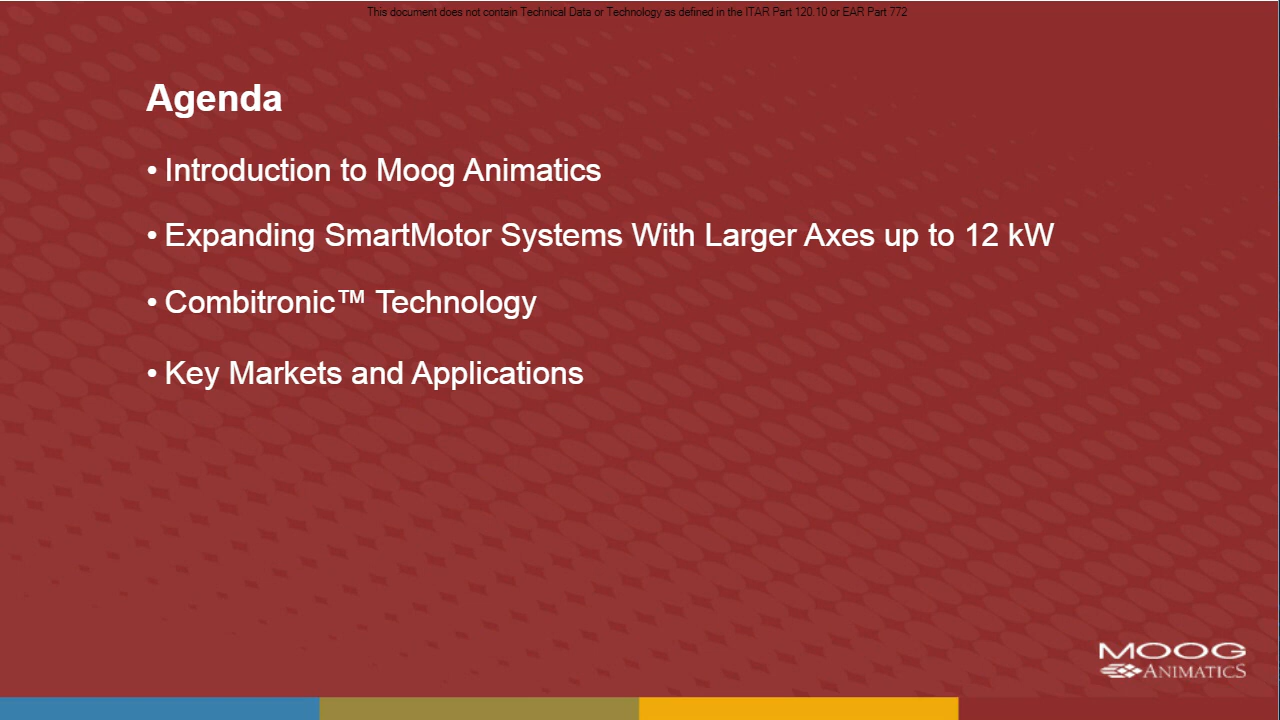 This document does not contain Technical Data or Technology as defined in the ITAR Part 120.10 or EAR Part 772
Agenda
• Introduction to Moog Animatics
• Expanding SmartMotor Systems With Larger Axes up to 12 kW
• Combitronic™ Technology
• Key Markets and Applications
MOOG
ANIMATICS